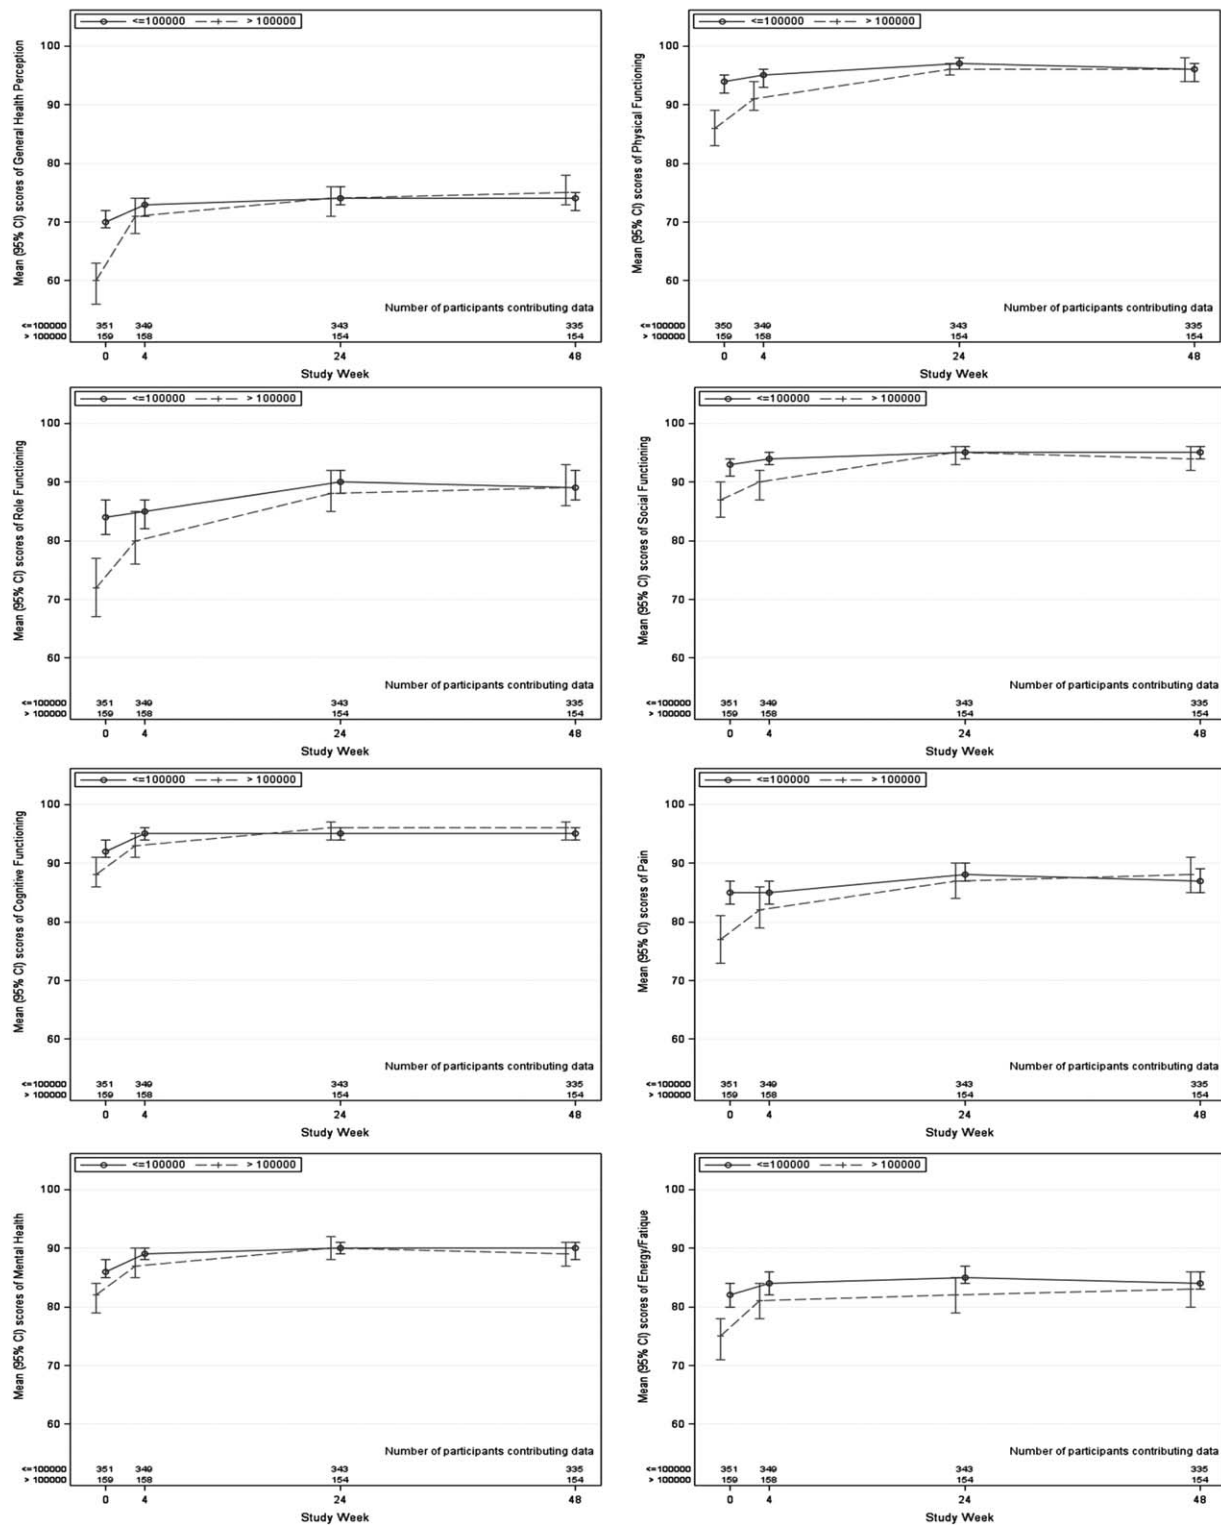 <=100000 > 100000
Mean (95% CI) scores of General Health Perception
100
90
80
70
60
Number of participants contributing data
<=100000 351 349 343 335
> 100000 159 158 154 154
0 4 24 48
Study Week
<=100000 > 100000
Mean (95% CI) scores of Physical Functioning
100
90
80
70
60
Number of participants contributing data
<=100000 350 349 343 335
> 100000 159 158 154 154
0 4 24 48
Study Week
<=100000 > 100000
Mean (95% CI) scores of Role Functioning
100
90
80
70
60
Number of participants contributing data
<=100000 351 349 343 335
> 100000 159 158 154 154
0 4 24 48
Study Week
<=100000 > 100000
Mean (95% CI) scores of Social Functioning
100
90
80
70
60
Number of participants contributing data
<=100000 351 349 343 335
> 100000 159 158 154 154
0 4 24 48
Study Week
<=100000 > 100000
Mean (95% CI) scores of Cognitive Functioning
100
90
80
70
60
Number of participants contributing data
<=100000 351 349 343 335
> 100000 159 158 154 154
0 4 24 48
Study Week
<=100000 > 100000
Mean (95% CI) scores of Pain
100
90
80
70
60
Number of participants contributing data
<=100000 351 349 343 335
> 100000 159 158 154 154
0 4 24 48
Study Week
<=100000 > 100000
Mean (95% CI) scores of Mental Health
100
90
80
70
60
Number of participants contributing data
<=100000 351 349 343 335
> 100000 159 158 154 154
0 4 24 48
Study Week
<=100000 > 100000
Mean (95% CI) scores of Energy/Fatique
100
90
80
70
60
Number of participants contributing data
<=100000 351 349 343 335
> 100000 159 158 154 154
0 4 24 48
Study Week